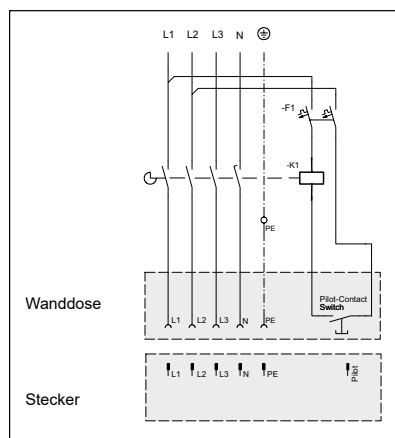 L1 L2 L3 N
-F1
-K1
PE
Wanddose
L1 L2 L3 N PE
Pilot-Contact
Switch
L1 L2 L3 N PE Pilot
Stecker